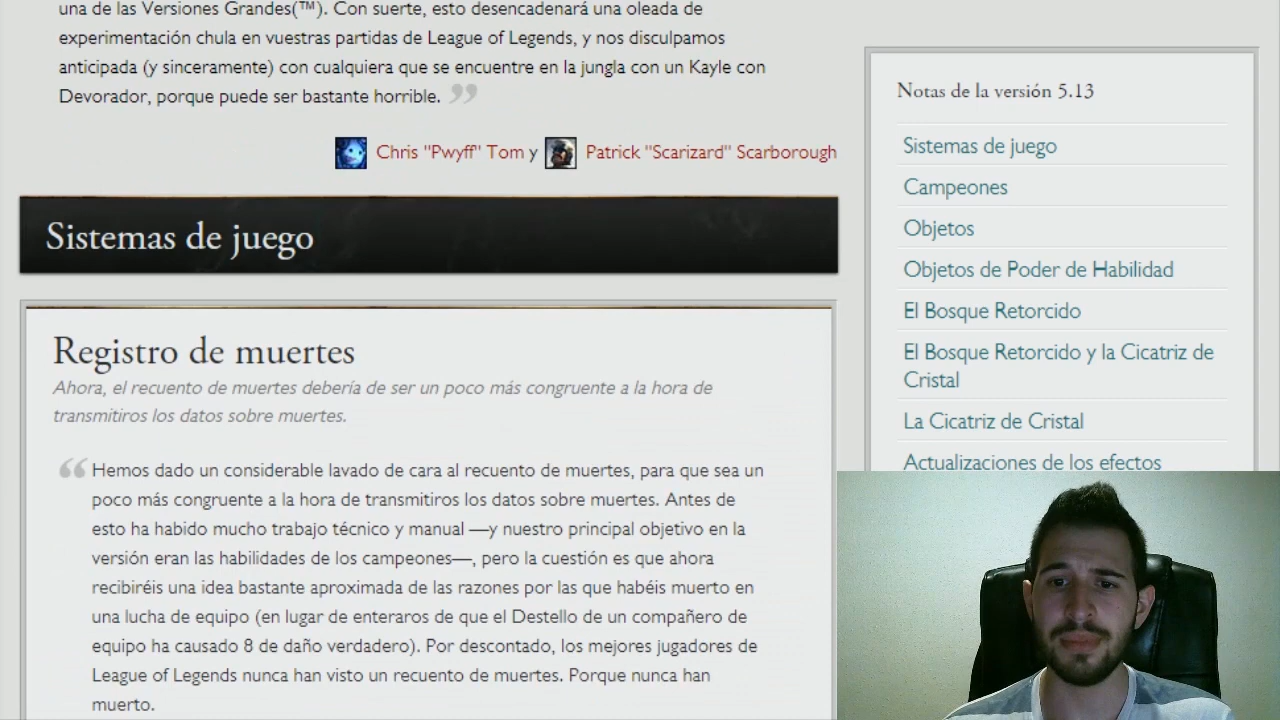 una de las Versiones Grandes(™). Con suerte, esto desencadenará una oleada de
experimentación chula en vuestras partidas de League of Legends, y nos disculpamos
anticipada (y sinceramente) con cualquiera que se encuentre en la jungla con un Kayle con
Devorador, porque puede ser bastante horrible. ”
Chris "Pwyff" Tom y Patrick "Scarizard" Scarborough
Sistemas de juego
Registro de muertes
Ahora, el recuento de muertes debería de ser un poco más congruente a la hora de
transmitiros los datos sobre muertes.
“ Hemos dado un considerable lavado de cara al recuento de muertes, para que sea un
poco más congruente a la hora de transmitiros los datos sobre muertes. Antes de
esto ha habido mucho trabajo técnico y manual —y nuestro principal objetivo en la
versión eran las habilidades de los campeones—, pero la cuestión es que ahora
recibiréis una idea bastante aproximada de las razones por las que habéis muerto en
una lucha de equipo (en lugar de enteraros de que el Destello de un compañero de
equipo ha causado 8 de daño verdadero). Por descontado, los mejores jugadores de
League of Legends nunca han visto un recuento de muertes. Porque nunca han
muerto.
Notas de la versión 5.13
Sistemas de juego
Campeones
Objetos
Objetos de Poder de Habilidad
El Bosque Retorcido
El Bosque Retorcido y la Cicatriz de
Cristal
La Cicatriz de Cristal
Actualizaciones de los efectos